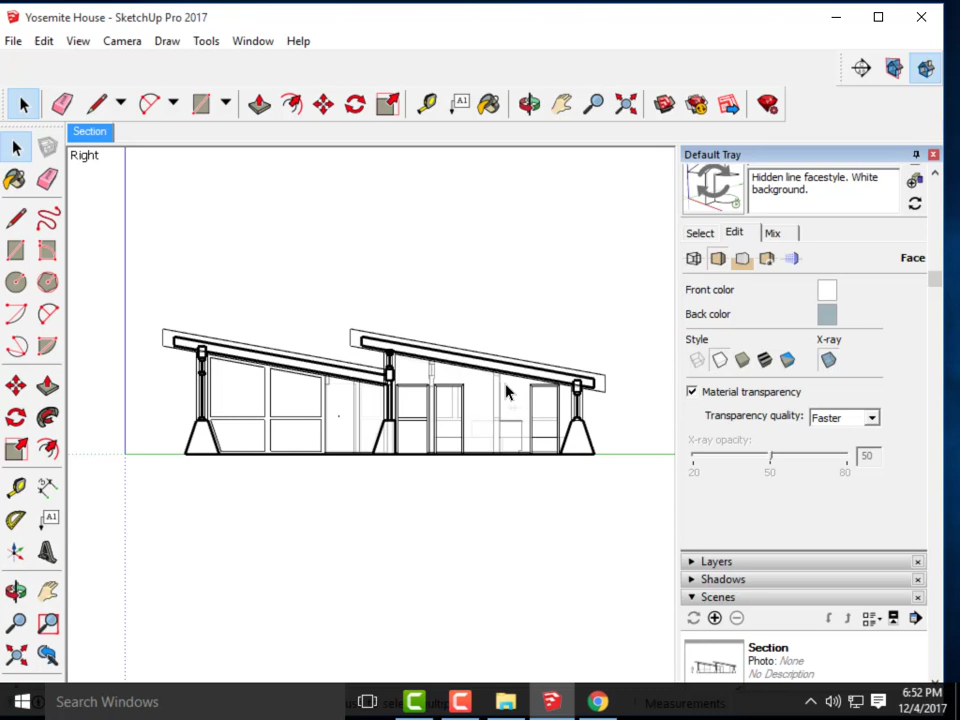 Yosemite House - SketchUp Pro 2017
File Edit View Camera Draw Tools Window Help
A1
Section
Right
Default Tray
Hidden line facestyle. White
background.
Select Edit Mix
Face
Front color
Back color
Style X-ray
Material transparency
Transparency quality: Faster
X-ray opacity: 50
20 50 80
A1
Layers
Shadows
Scenes
Section
Photo: None
No Description
Search Windows
Measurements
6:52 PM
12/4/2017